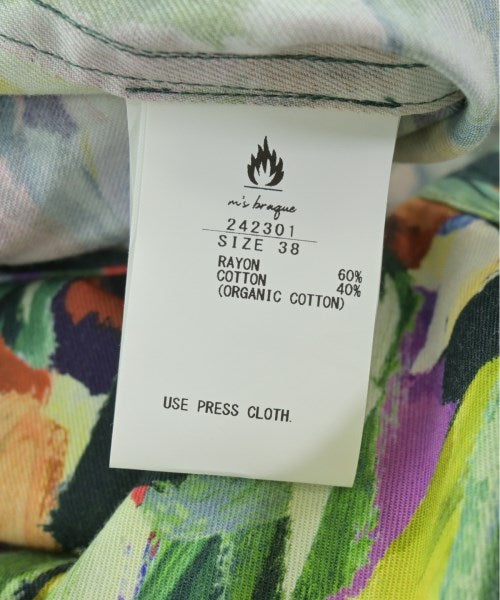 m's braque
242301
SIZE 38
RAYON 60%
COTTON 40%
(ORGANIC COTTON)
USE PRESS CLOTH.